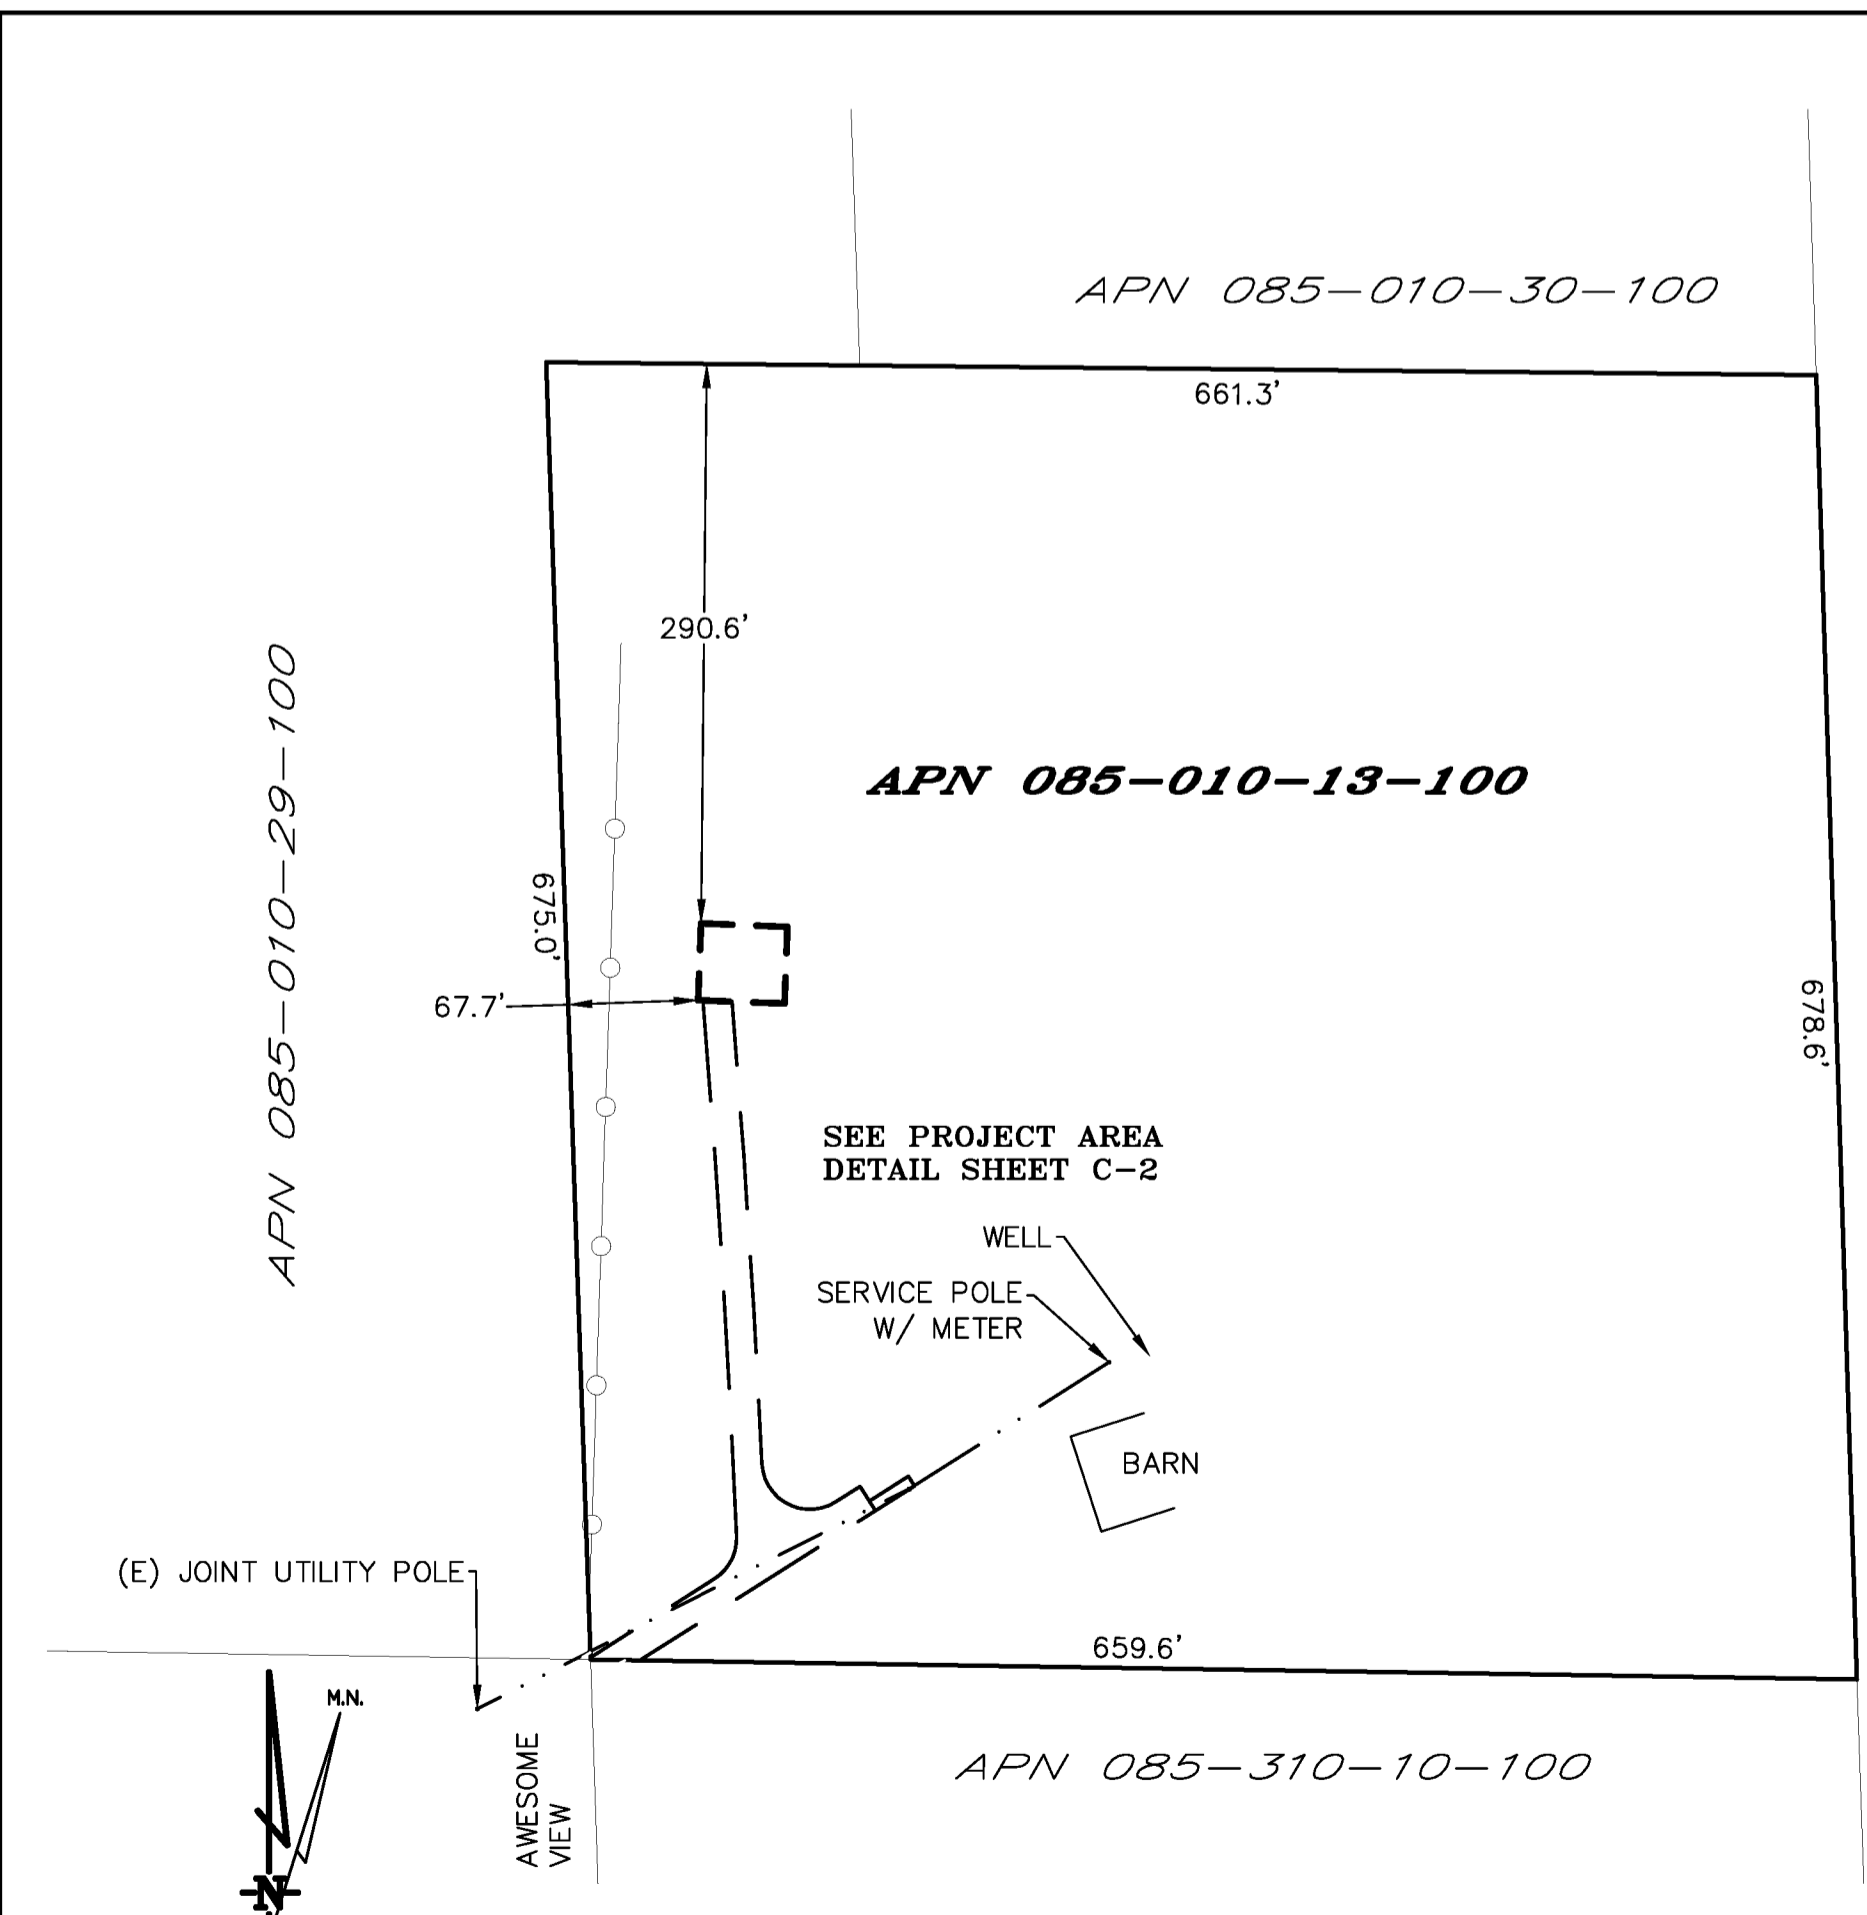 APN 085-010-30-100
661.3'
290.6'
APN 085-010-29-100
APN 085-010-13-100
675.0'
67.7'
678.6'
SEE PROJECT AREA
DETAIL SHEET C-2
WELL
SERVICE POLE
W/ METER
BARN
(E) JOINT UTILITY POLE
659.6'
M.N.
AWESOME
VIEW
APN 085-310-10-100
N